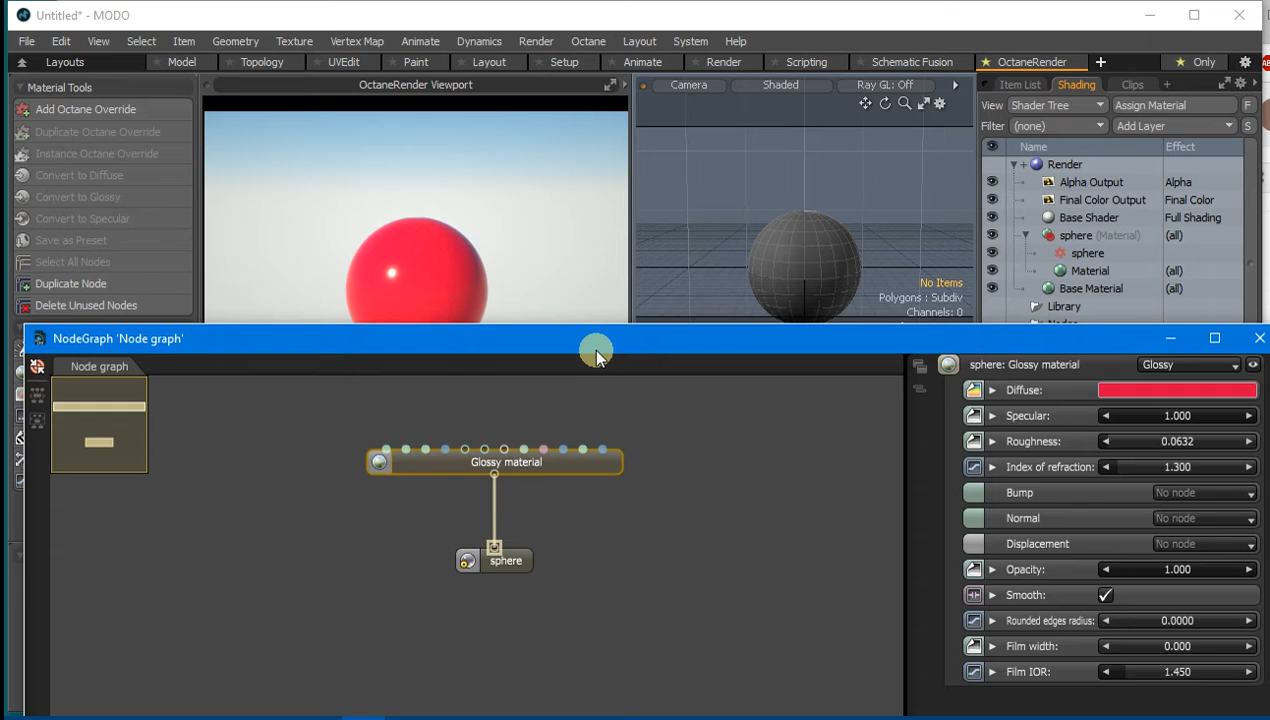 Untitled* - MODO
File Edit View Select Item Geometry Texture Vertex Map Animate Dynamics Render Octane Layout System Help
Layouts Model Topology UVEdit Paint Layout Setup Animate Render Scripting Schematic Fusion OctaneRender + Only
Material Tools
Add Octane Override
Duplicate Octane Override
Instance Octane Override
Convert to Diffuse
Convert to Glossy
Convert to Specular
Save as Preset
Select All Nodes
Duplicate Node
Delete Unused Nodes
OctaneRender Viewport
Camera Shaded Ray GL: Off
No Items
Polygons : Subdiv
Channels: 0
Item List Shading Clips +
View Shader Tree Assign Material F
Filter (none) Add Layer S
Name Effect
Render
Alpha Output Alpha
Final Color Output Final Color
Base Shader Full Shading
sphere (Material) (all)
sphere
Material (all)
Base Material (all)
Library
NodeGraph 'Node graph'
Node graph
Glossy material
sphere
sphere: Glossy material Glossy
Diffuse:
Specular: 1.000
Roughness: 0.0632
Index of refraction: 1.300
Bump No node
Normal No node
Displacement No node
Opacity: 1.000
Smooth:
Rounded edges radius: 0.0000
Film width: 0.000
Film IOR: 1.450